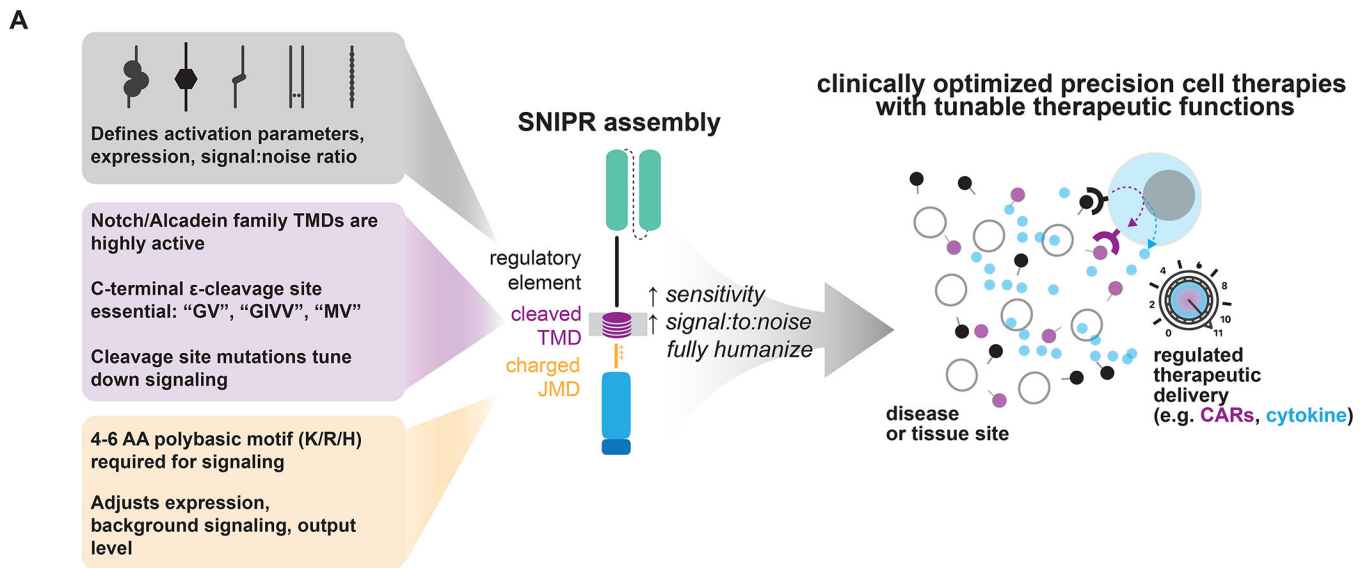 A
Defines activation parameters,
expression, signal:noise ratio
Notch/Alcadein family TMDs are
highly active
C-terminal ε-cleavage site
essential: “GV”, “GIVV”, “MV”
Cleavage site mutations tune
down signaling
4-6 AA polybasic motif (K/R/H)
required for signaling
Adjusts expression,
background signaling, output
level
SNIPR assembly
regulatory
element
cleaved
TMD
charged
JMD
‡‡
↑ sensitivity
↑ signal:to:noise
fully humanize
clinically optimized precision cell therapies
with tunable therapeutic functions
disease
or tissue site
0
2
4
6
8
10
11
regulated
therapeutic
delivery
(e.g. CARs, cytokine)